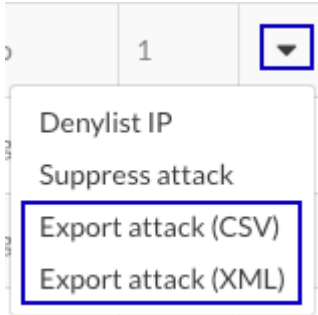 1
Denylist IP
Suppress attack
Export attack (CSV)
Export attack (XML)